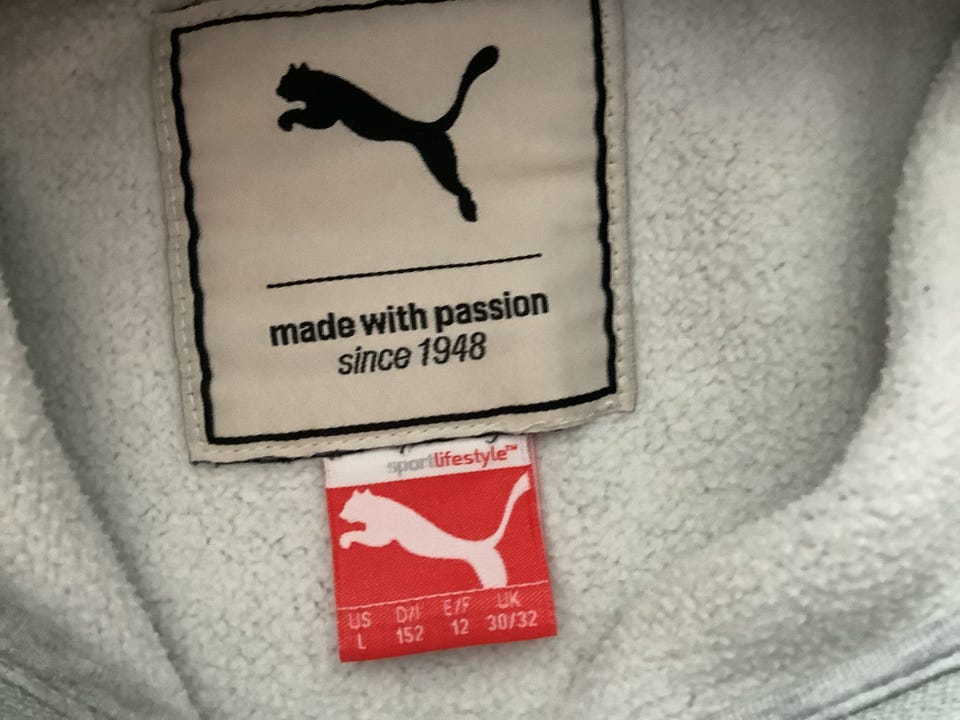 made with passion
since 1948
sportlifestyle™
US D/I E/F UK
L 152 12 30/32